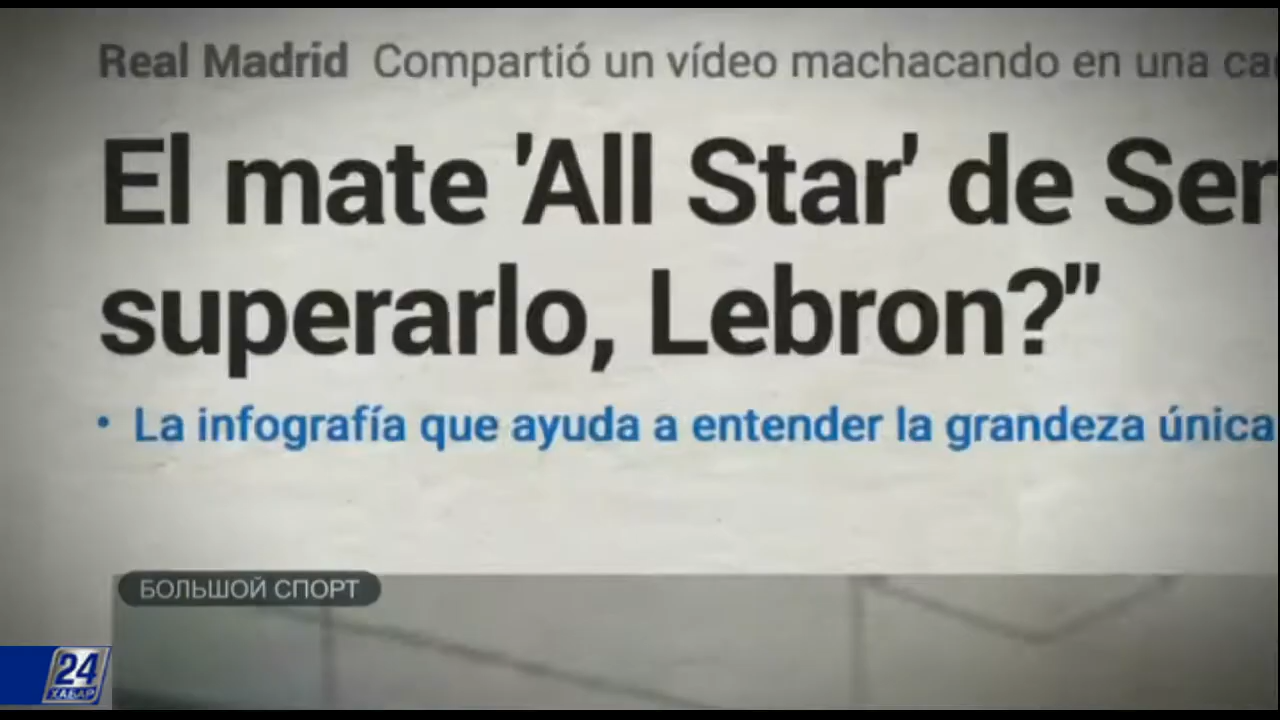 Real Madrid Compartió un vídeo machacando en una
El mate 'All Star' de Ser
superarlo, Lebron?"
• La infografía que ayuda a entender la grandeza única
БОЛЬШОЙ СПОРТ
24
ХАБАР